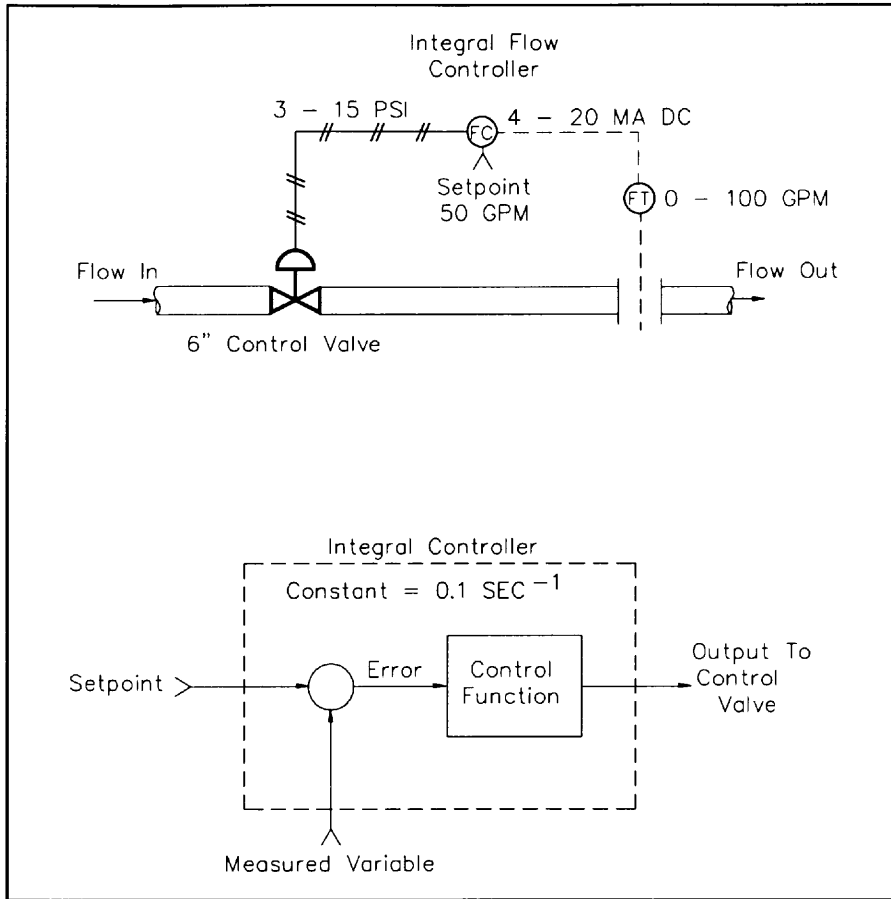 Integral Flow
Controller
3 – 15 PSI
FC
4 – 20 MA DC
Setpoint
50 GPM
FT
0 – 100 GPM
Flow In
Flow Out
6" Control Valve
Integral Controller
Constant = 0.1 SEC⁻¹
Setpoint
Error
Control
Function
Output To
Control
Valve
Measured Variable